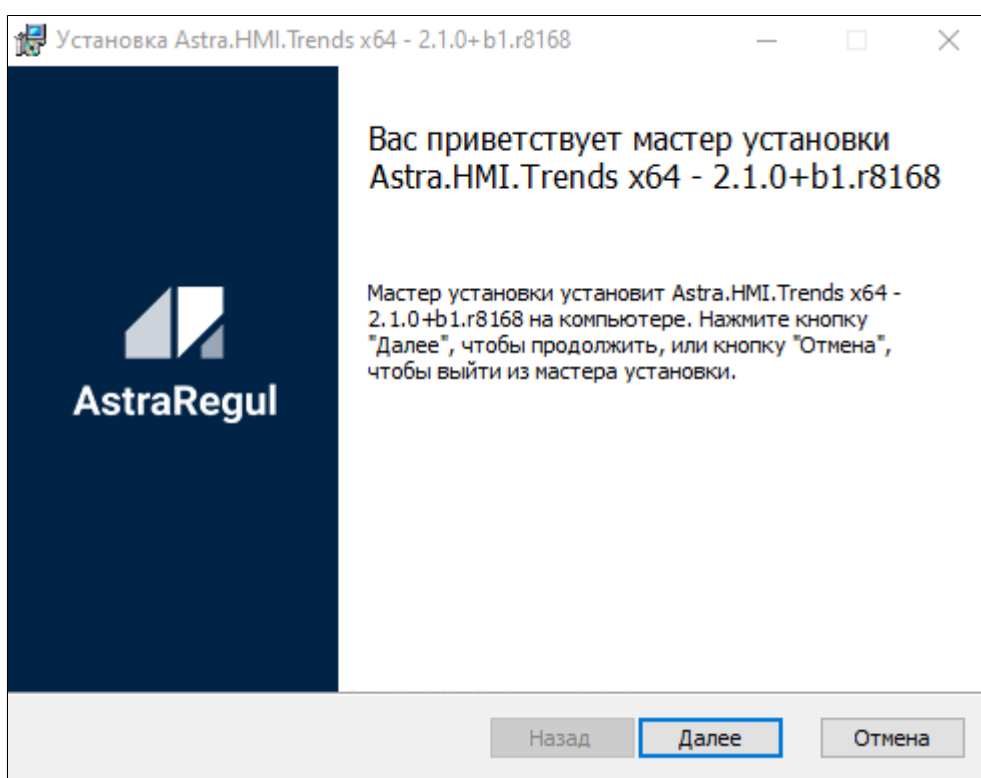 Установка Astra.HMI.Trends x64 - 2.1.0+b1.r8168
Вас приветствует мастер установки
Astra.HMI.Trends x64 - 2.1.0+b1.r8168
Мастер установки установит Astra.HMI.Trends x64 -
2.1.0+b1.r8168 на компьютере. Нажмите кнопку
"Далее", чтобы продолжить, или кнопку "Отмена",
чтобы выйти из мастера установки.
AstraRegul
Назад
Далее
Отмена